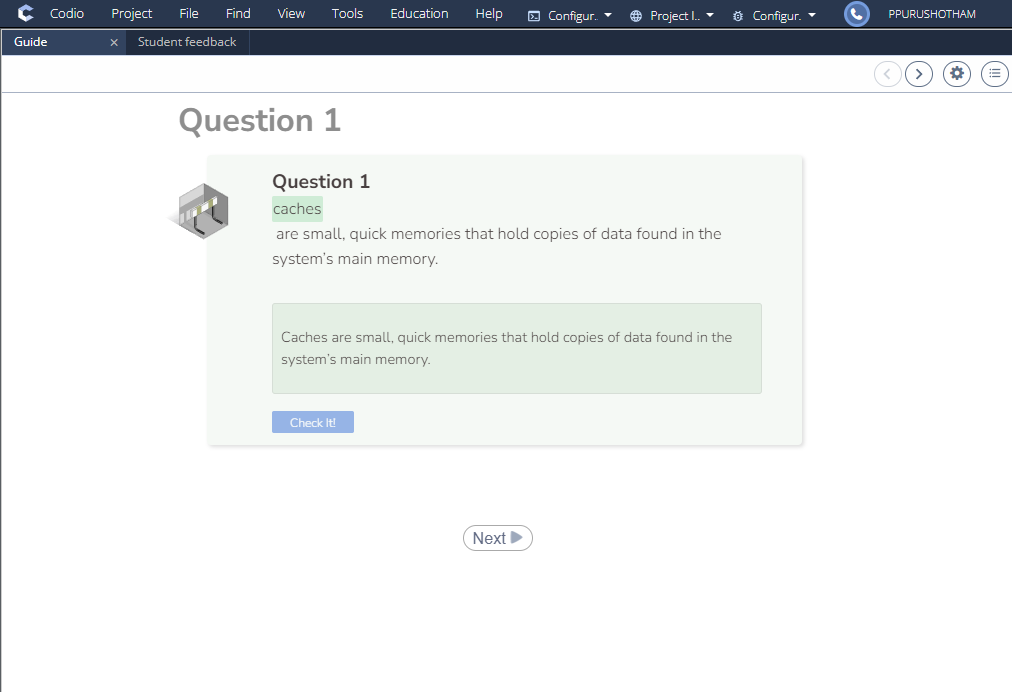 Codio Project File Find View Tools Education Help Configur. Project I.. Configur. PPURUSHOTHAM
Guide × Student feedback
Question 1
Question 1
caches
are small, quick memories that hold copies of data found in the
system’s main memory.
Caches are small, quick memories that hold copies of data found in the
system’s main memory.
Check It!
Next